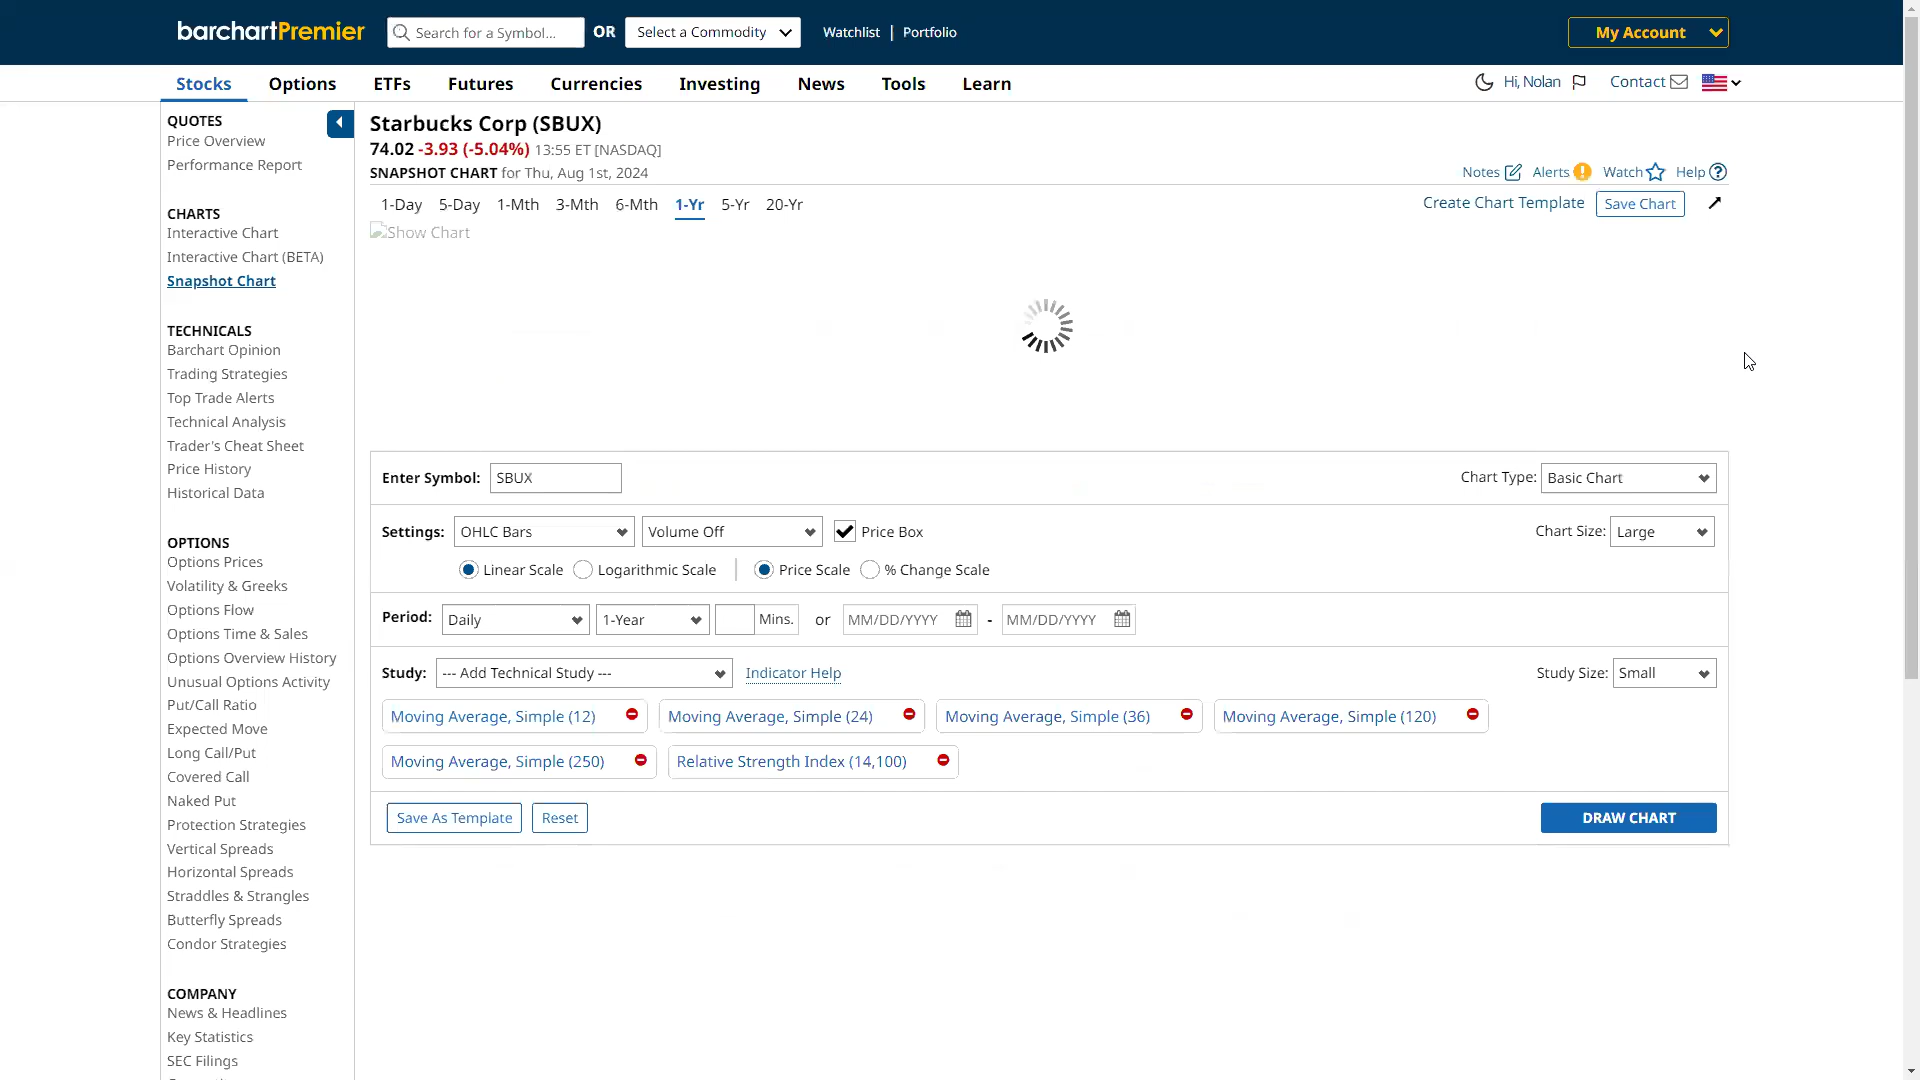 barchartPremier
Search for a Symbol...
OR
Select a Commodity
Watchlist | Portfolio
My Account
Stocks Options ETFs Futures Currencies Investing News Tools Learn
Hi, Nolan
Contact
QUOTES
Price Overview
Performance Report
CHARTS
Interactive Chart
Interactive Chart (BETA)
Snapshot Chart
TECHNICALS
Barchart Opinion
Trading Strategies
Top Trade Alerts
Technical Analysis
Trader's Cheat Sheet
Price History
Historical Data
OPTIONS
Options Prices
Volatility & Greeks
Options Flow
Options Time & Sales
Options Overview History
Unusual Options Activity
Put/Call Ratio
Expected Move
Long Call/Put
Covered Call
Naked Put
Protection Strategies
Vertical Spreads
Horizontal Spreads
Straddles & Strangles
Butterfly Spreads
Condor Strategies
COMPANY
News & Headlines
Key Statistics
SEC Filings
Starbucks Corp (SBUX)
74.02 -3.93 (-5.04%) 13:55 ET [NASDAQ]
SNAPSHOT CHART for Thu, Aug 1st, 2024
Notes Alerts Watch Help
1-Day 5-Day 1-Mth 3-Mth 6-Mth 1-Yr 5-Yr 20-Yr
Create Chart Template Save Chart
Show Chart
Enter Symbol: SBUX
Chart Type: Basic Chart
Settings: OHLC Bars Volume Off Price Box
Chart Size: Large
Linear Scale Logarithmic Scale | Price Scale % Change Scale
Period: Daily 1-Year Mins. or MM/DD/YYYY - MM/DD/YYYY
Study: --- Add Technical Study --- Indicator Help
Study Size: Small
Moving Average, Simple (12) Moving Average, Simple (24) Moving Average, Simple (36) Moving Average, Simple (120)
Moving Average, Simple (250) Relative Strength Index (14,100)
Save As Template Reset
DRAW CHART